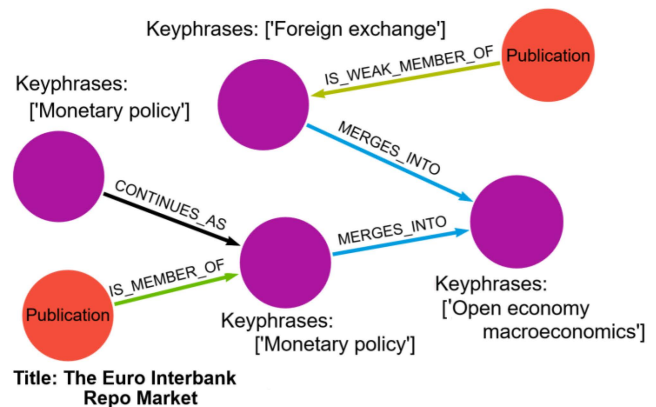 Keyphrases: ['Foreign exchange']
Publication
IS_WEAK_MEMBER_OF
Keyphrases:
['Monetary policy']
MERGES_INTO
CONTINUES_AS
MERGES_INTO
IS_MEMBER_OF
Publication
Keyphrases:
['Monetary policy']
Keyphrases:
['Open economy
macroeconomics']
Title: The Euro Interbank
Repo Market